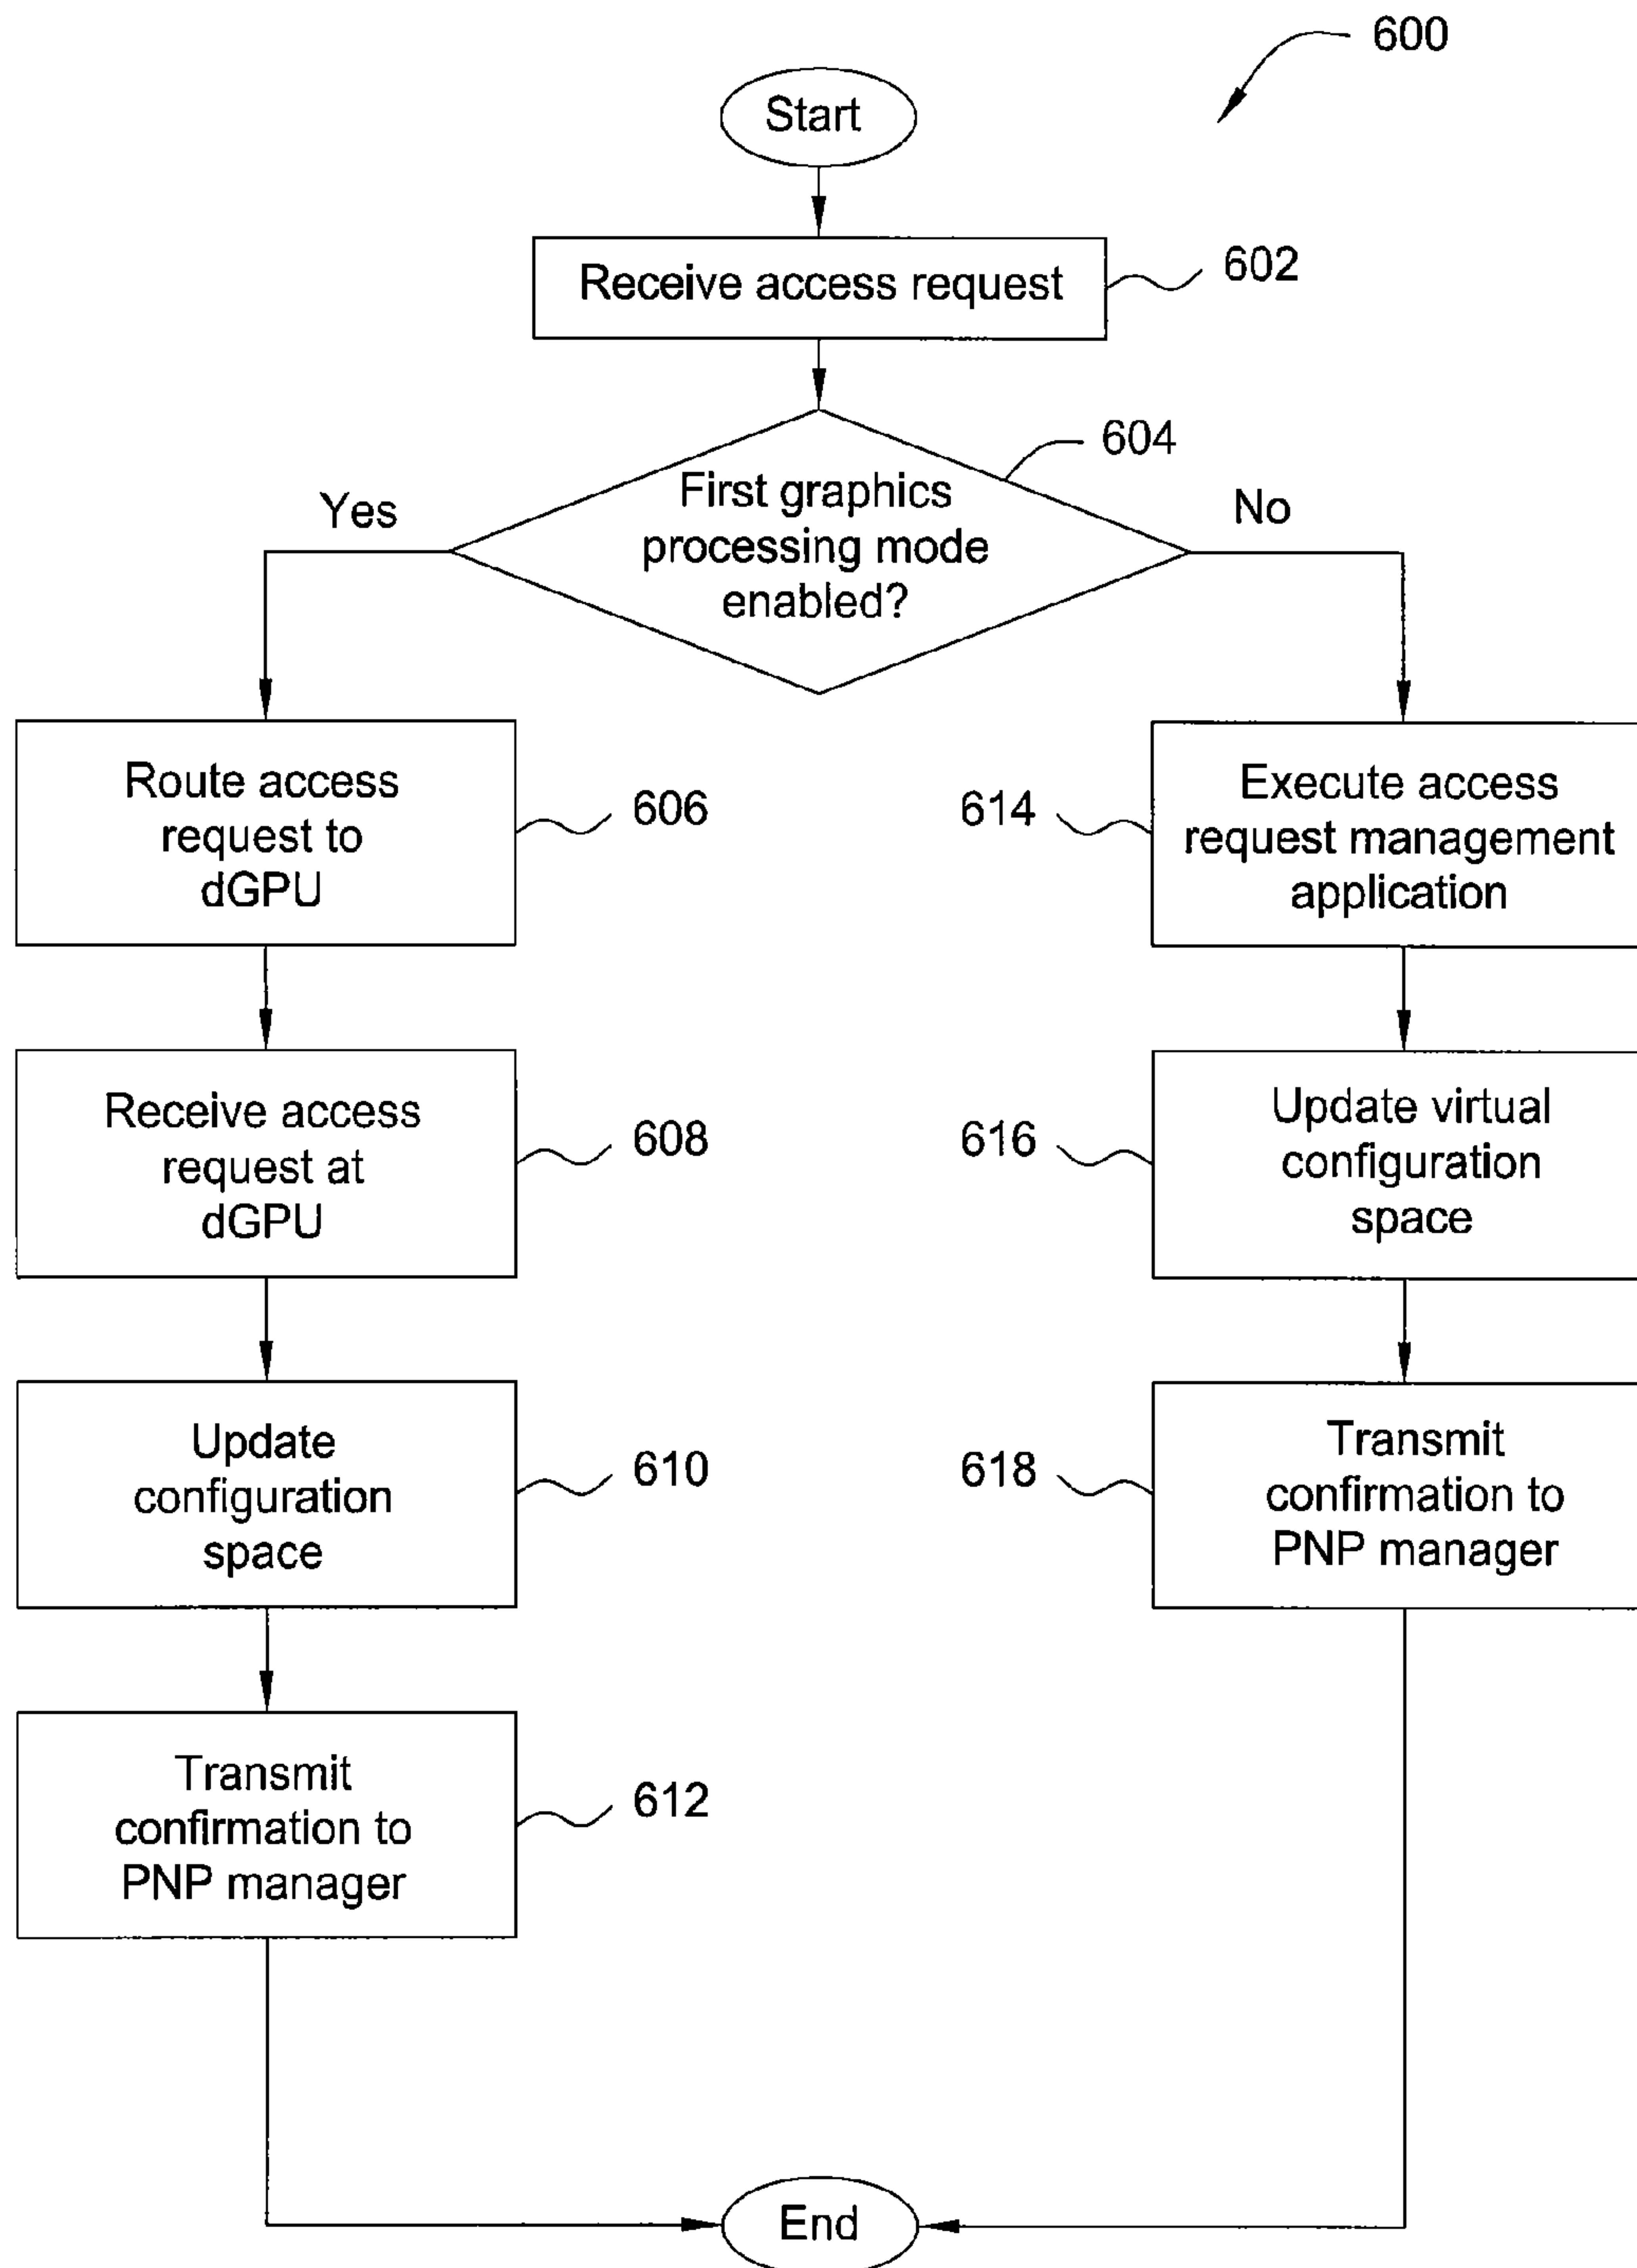 600
Start
Receive access request
602
604
First graphics
processing mode
enabled?
Yes
No
Route access
request to
dGPU
606
614
Execute access
request management
application
Receive access
request at
dGPU
608
616
Update virtual
configuration
space
Update
configuration
space
610
618
Transmit
confirmation to
PNP manager
Transmit
confirmation to
PNP manager
612
End